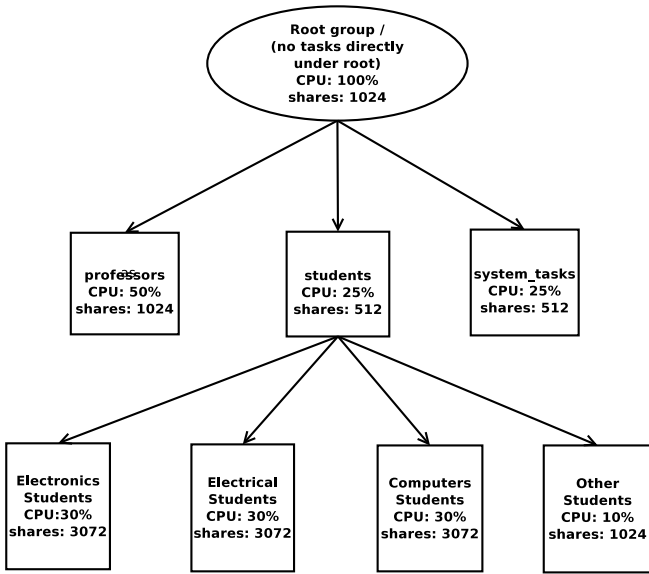 Root group /
(no tasks directly
under root)
CPU: 100%
shares: 1024
professors
CPU: 50%
shares: 1024
students
CPU: 25%
shares: 512
system_tasks
CPU: 25%
shares: 512
Electronics
Students
CPU:30%
shares: 3072
Electrical
Students
CPU: 30%
shares: 3072
Computers
Students
CPU: 30%
shares: 3072
Other
Students
CPU: 10%
shares: 1024